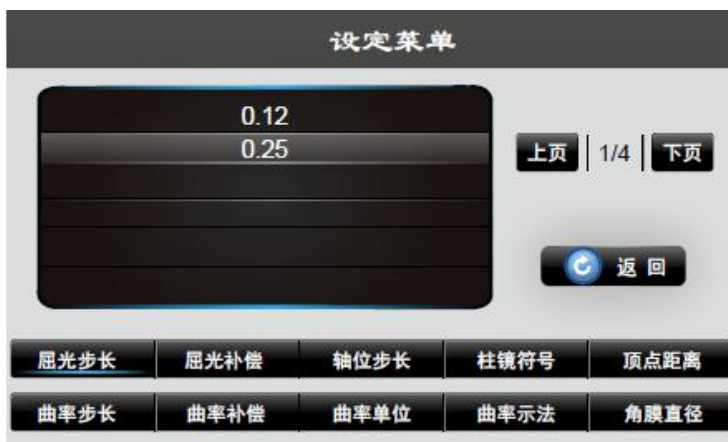 设定菜单
0.12
0.25
上页 1/4 下页
返回
屈光步长 屈光补偿 轴位步长 柱镜符号 顶点距离
曲率步长 曲率补偿 曲率单位 曲率示法 角膜直径